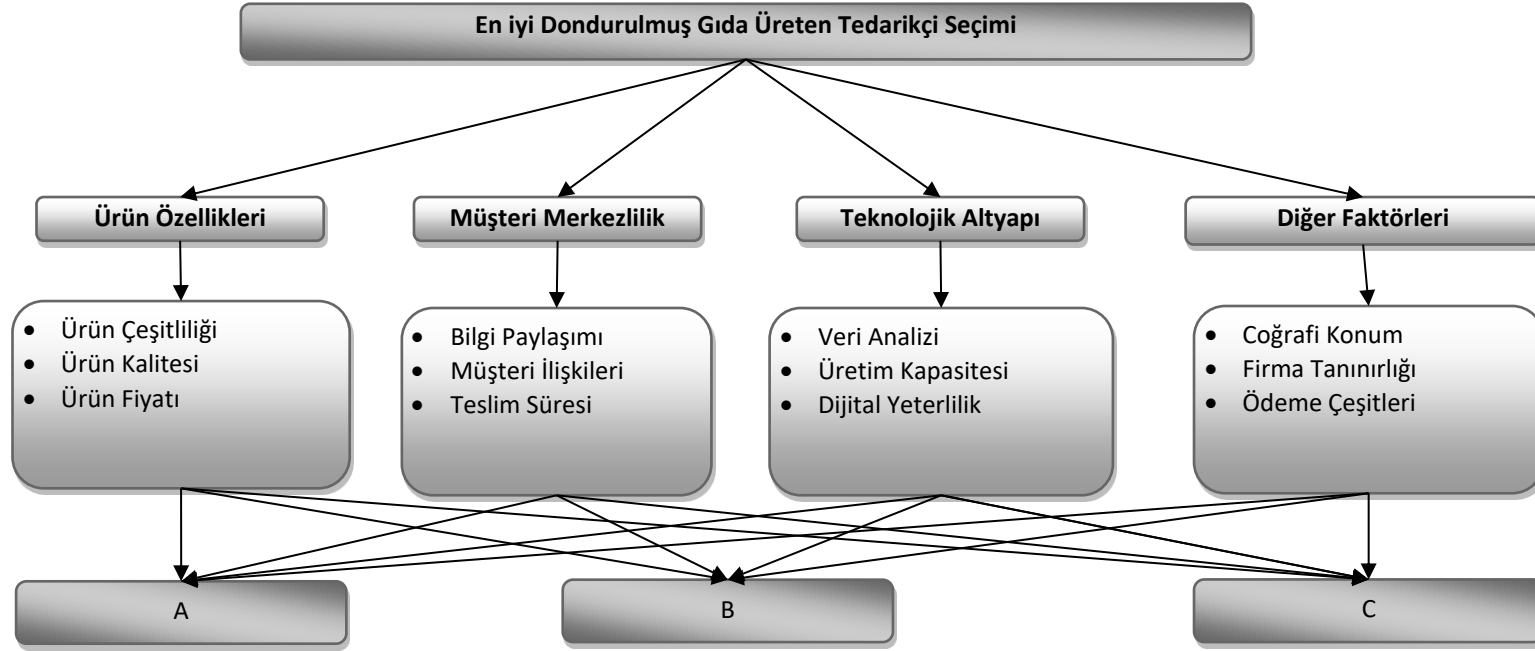 En iyi Dondurulmuş Gıda Üreten Tedarikçi Seçimi
Ürün Özellikleri
Müşteri Merkezlilik
Teknolojik Altyapı
Diğer Faktörleri
• Ürün Çeşitliliği
• Ürün Kalitesi
• Ürün Fiyatı
• Bilgi Paylaşımı
• Müşteri İlişkileri
• Teslim Süresi
• Veri Analizi
• Üretim Kapasitesi
• Dijital Yeterlilik
• Coğrafi Konum
• Firma Tanınırlığı
• Ödeme Çeşitleri
A
B
C